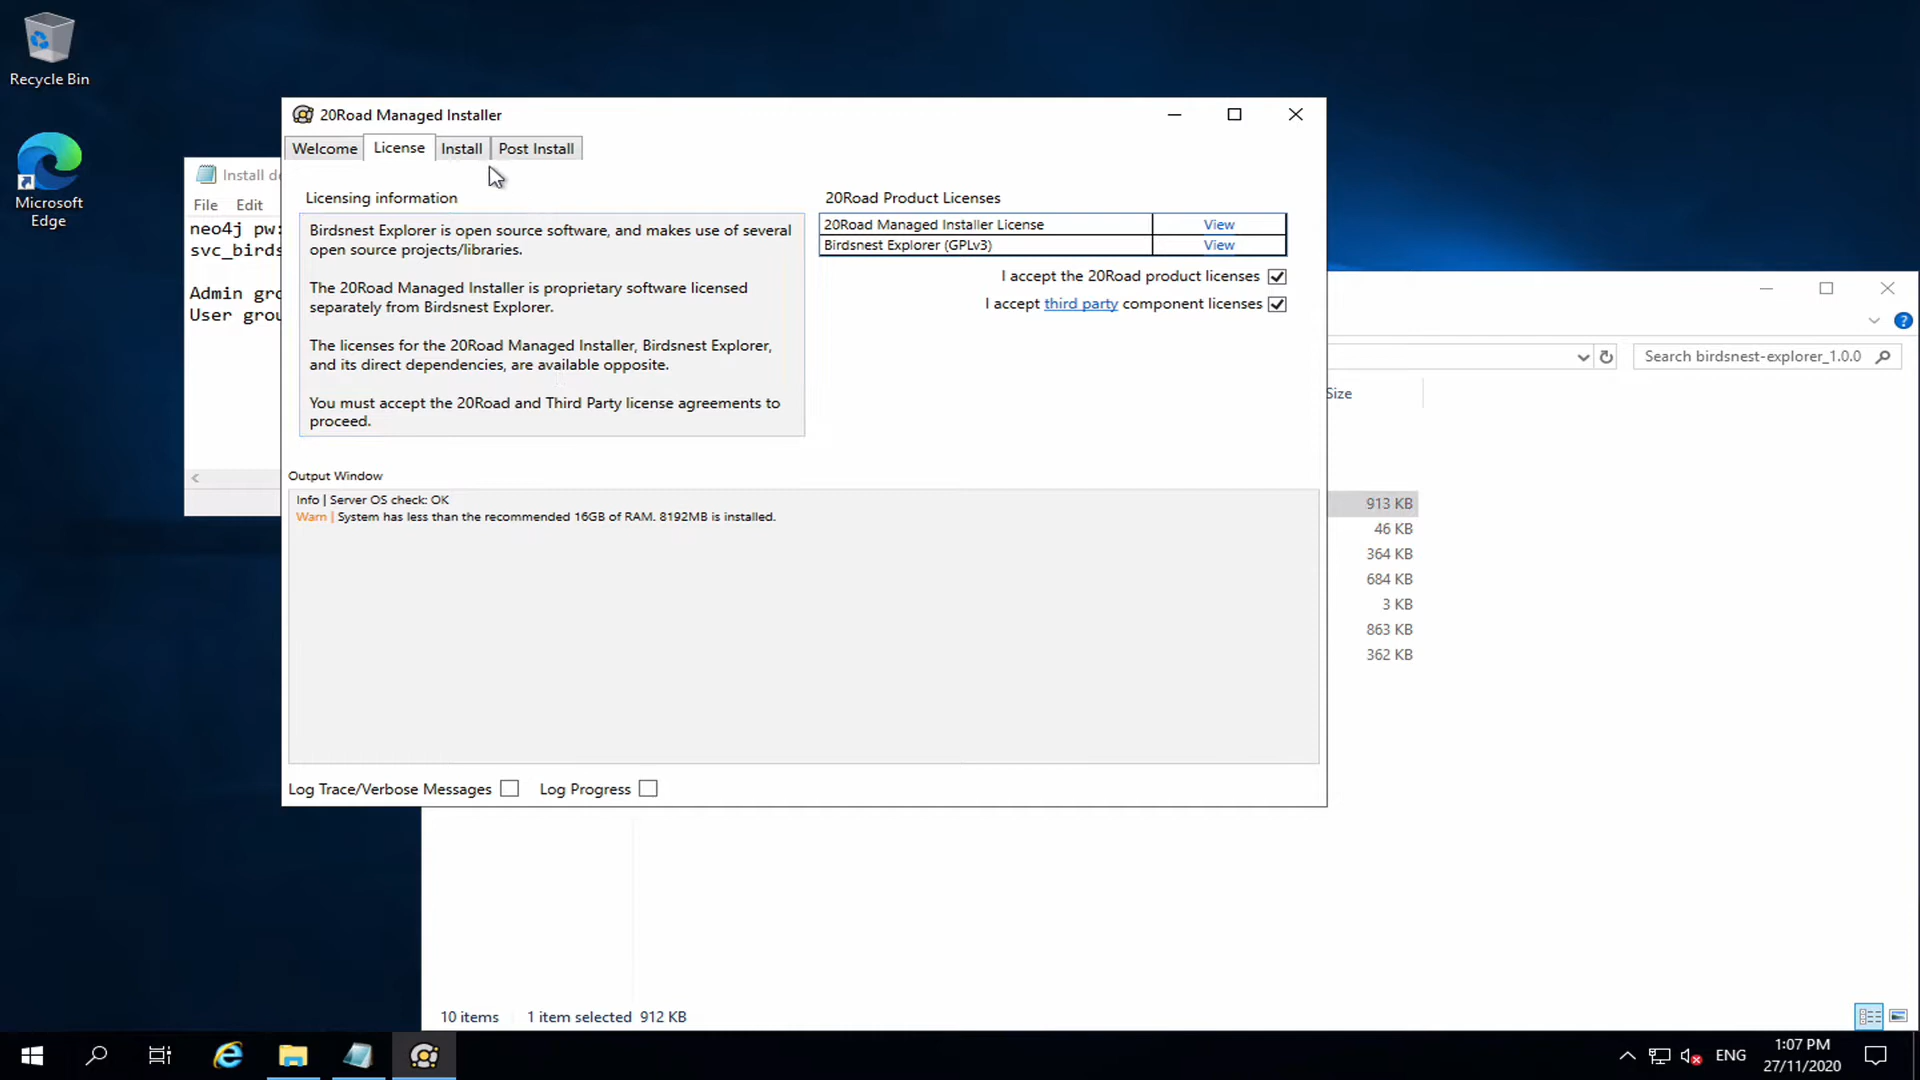 Recycle Bin
Microsoft
Edge
Install d
File Edit
neo4j pw:
svc_birds
Admin gro
User grou
20Road Managed Installer
Welcome License Install Post Install
Licensing information
Birdsnest Explorer is open source software, and makes use of several
open source projects/libraries.
The 20Road Managed Installer is proprietary software licensed
separately from Birdsnest Explorer.
The licenses for the 20Road Managed Installer, Birdsnest Explorer,
and its direct dependencies, are available opposite.
You must accept the 20Road and Third Party license agreements to
proceed.
20Road Product Licenses
20Road Managed Installer License View
Birdsnest Explorer (GPLv3) View
I accept the 20Road product licenses
I accept third party component licenses
Output Window
Info | Server OS check: OK
Warn | System has less than the recommended 16GB of RAM. 8192MB is installed.
Log Trace/Verbose Messages Log Progress
Search birdsnest-explorer_1.0.0
Size
913 KB
46 KB
364 KB
684 KB
3 KB
863 KB
362 KB
10 items 1 item selected 912 KB
ENG
1:07 PM
27/11/2020